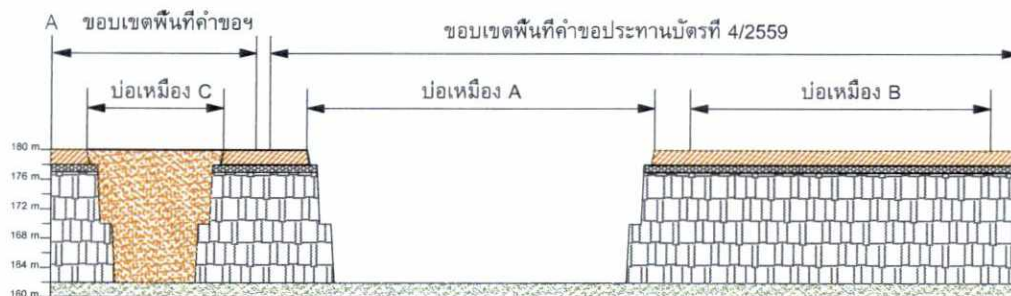 A
ขอบเขตพื้นที่คำขอฯ
ขอบเขตพื้นที่คำขอประทานบัตรที่ 4/2559
บ่อเหมือง C
บ่อเหมือง A
บ่อเหมือง B
180 m.
176 m.
172 m.
168 m.
164 m.
160 m.